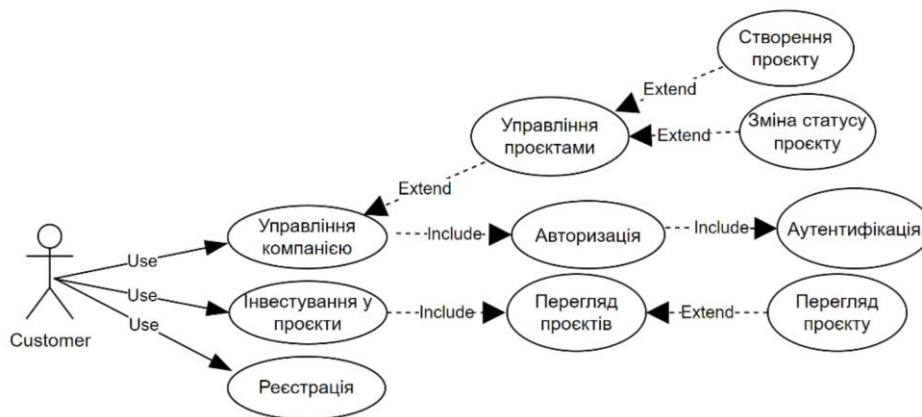 Створення
проєкту
Extend
Управління
проєктами
Extend
Зміна статусу
проєкту
Extend
Управління
компанією
Include
Авторизація
Include
Аутентифікація
Use
Use
Інвестування у
проєкти
Include
Перегляд
проєктів
Extend
Перегляд
проєкту
Use
Customer
Реєстрація